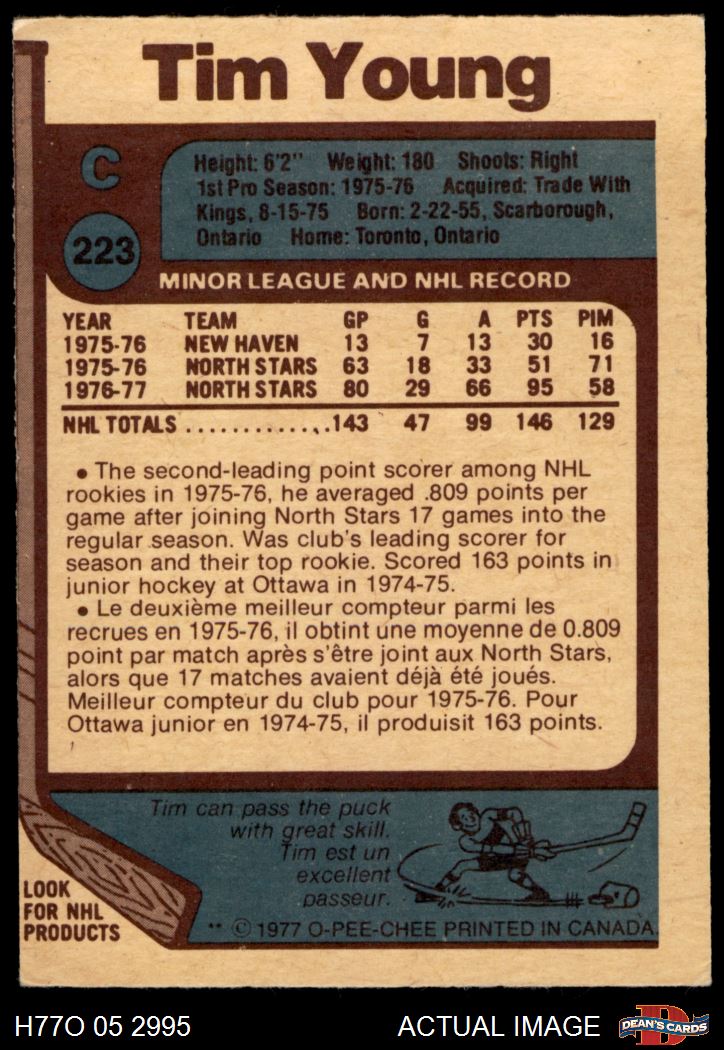 Tim Young
C
223
Height: 6'2" Weight: 180 Shoots: Right
1st Pro Season: 1975-76 Acquired: Trade With
Kings, 8-15-75 Born: 2-22-55, Scarborough,
Ontario Home: Toronto, Ontario
MINOR LEAGUE AND NHL RECORD
YEAR TEAM GP G A PTS PIM
1975-76 NEW HAVEN 13 7 13 30 16
1975-76 NORTH STARS 63 18 33 51 71
1976-77 NORTH STARS 80 29 66 95 58
NHL TOTALS ..............143 47 99 146 129
• The second-leading point scorer among NHL
rookies in 1975-76, he averaged .809 points per
game after joining North Stars 17 games into the
regular season. Was club's leading scorer for
season and their top rookie. Scored 163 points in
junior hockey at Ottawa in 1974-75.
• Le deuxième meilleur compteur parmi les
recrues en 1975-76, il obtint une moyenne de 0.809
point par match après s'être joint aux North Stars,
alors que 17 matches avaient déjà été joués.
Meilleur compteur du club pour 1975-76. Pour
Ottawa junior en 1974-75, il produisit 163 points.
Tim can pass the puck
with great skill.
Tim est un
excellent
passeur.
LOOK
FOR NHL
PRODUCTS
** © 1977 O-PEE-CHEE PRINTED IN CANADA.
H77O 05 2995 ACTUAL IMAGE
D
DEAN'S CARDS